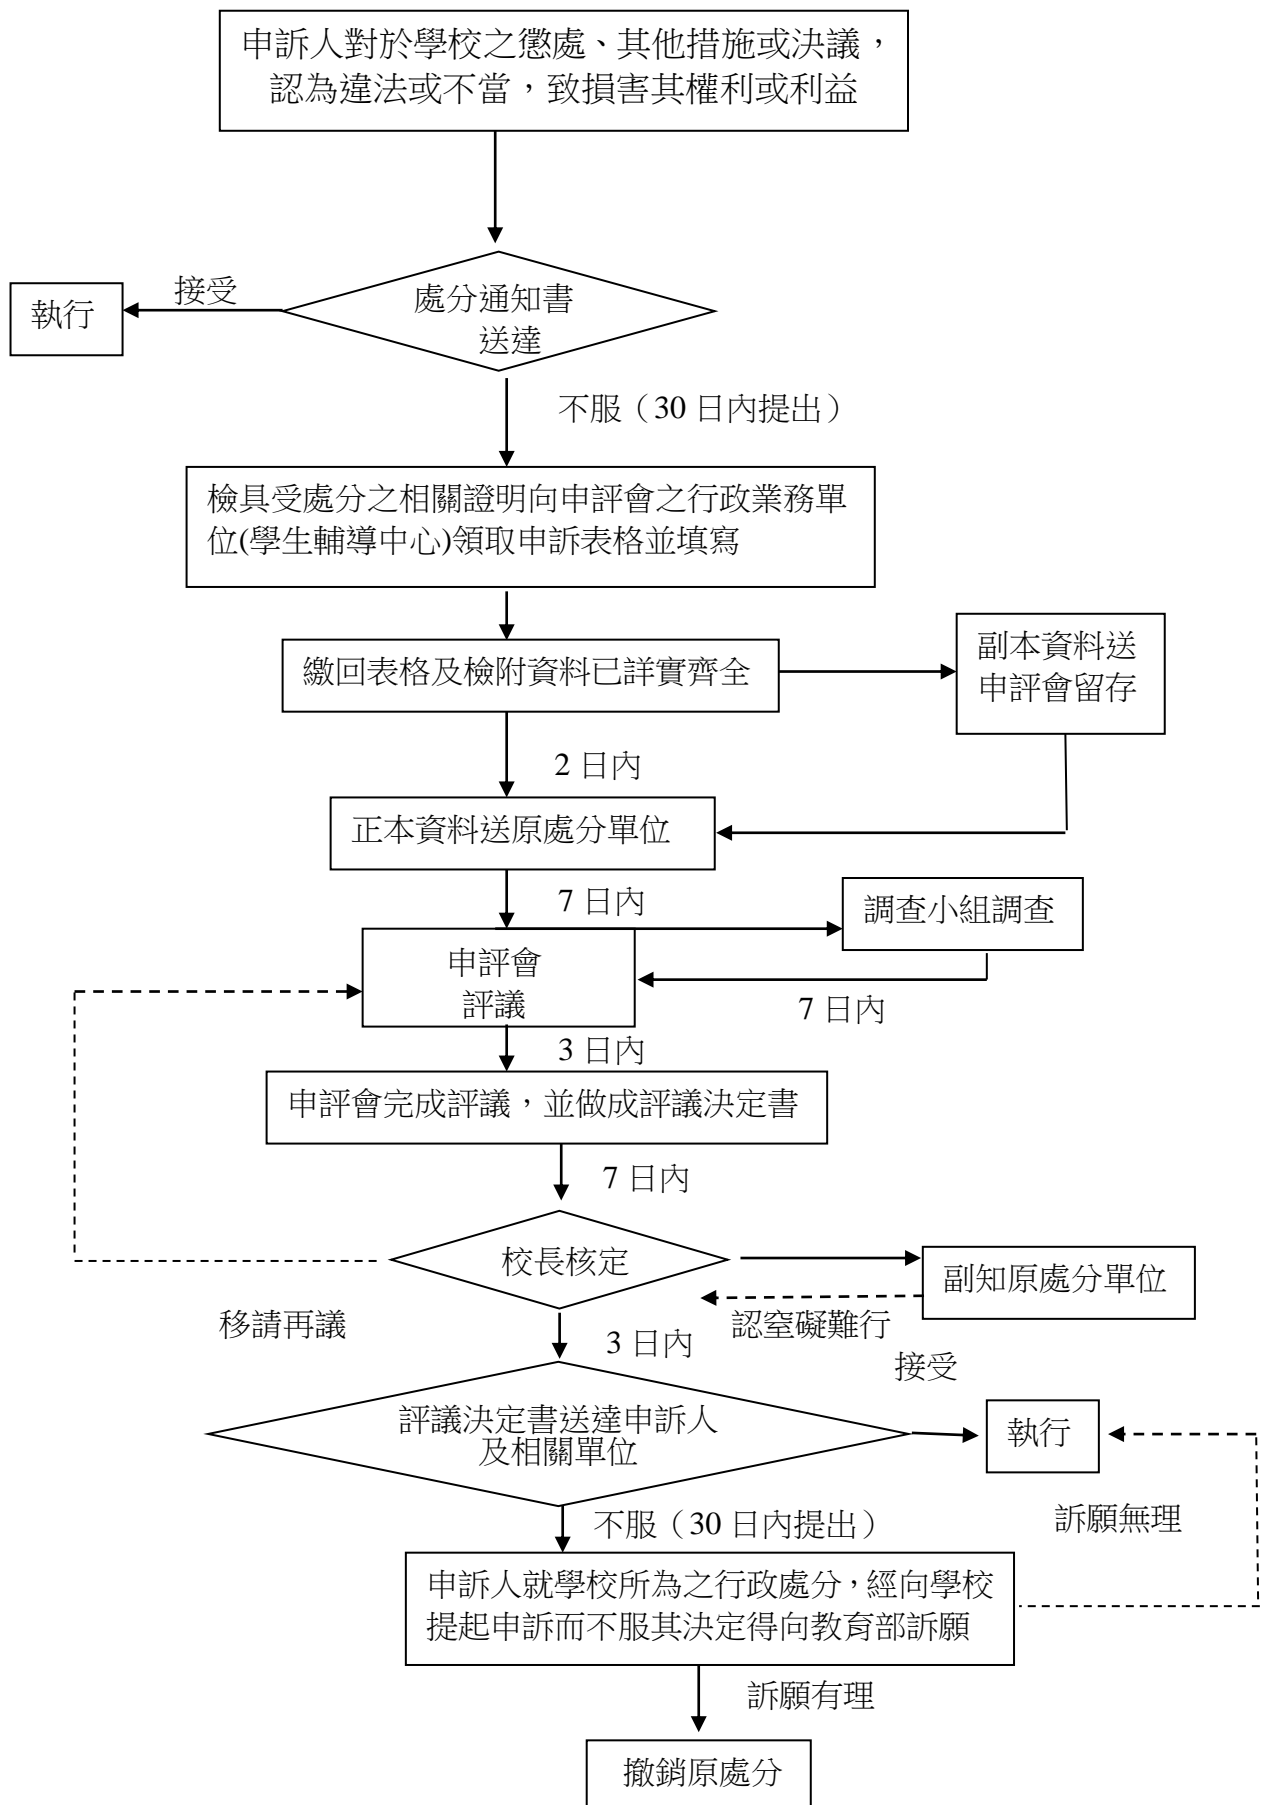 申訴人對於學校之懲處、其他措施或決議，
認為違法或不當，致損害其權利或利益
處分通知書
送達
接受
執行
不服（30 日內提出）
檢具受處分之相關證明向申評會之行政業務單
位(學生輔導中心)領取申訴表格並填寫
繳回表格及檢附資料已詳實齊全
副本資料送
申評會留存
2 日內
正本資料送原處分單位
7 日內
調查小組調查
申評會
評議
7 日內
3 日內
申評會完成評議，並做成評議決定書
7 日內
校長核定
副知原處分單位
移請再議
認窒礙難行
3 日內
接受
評議決定書送達申訴人
及相關單位
執行
不服（30 日內提出）
訴願無理
申訴人就學校所為之行政處分，經向學校
提起申訴而不服其決定得向教育部訴願
訴願有理
撤銷原處分